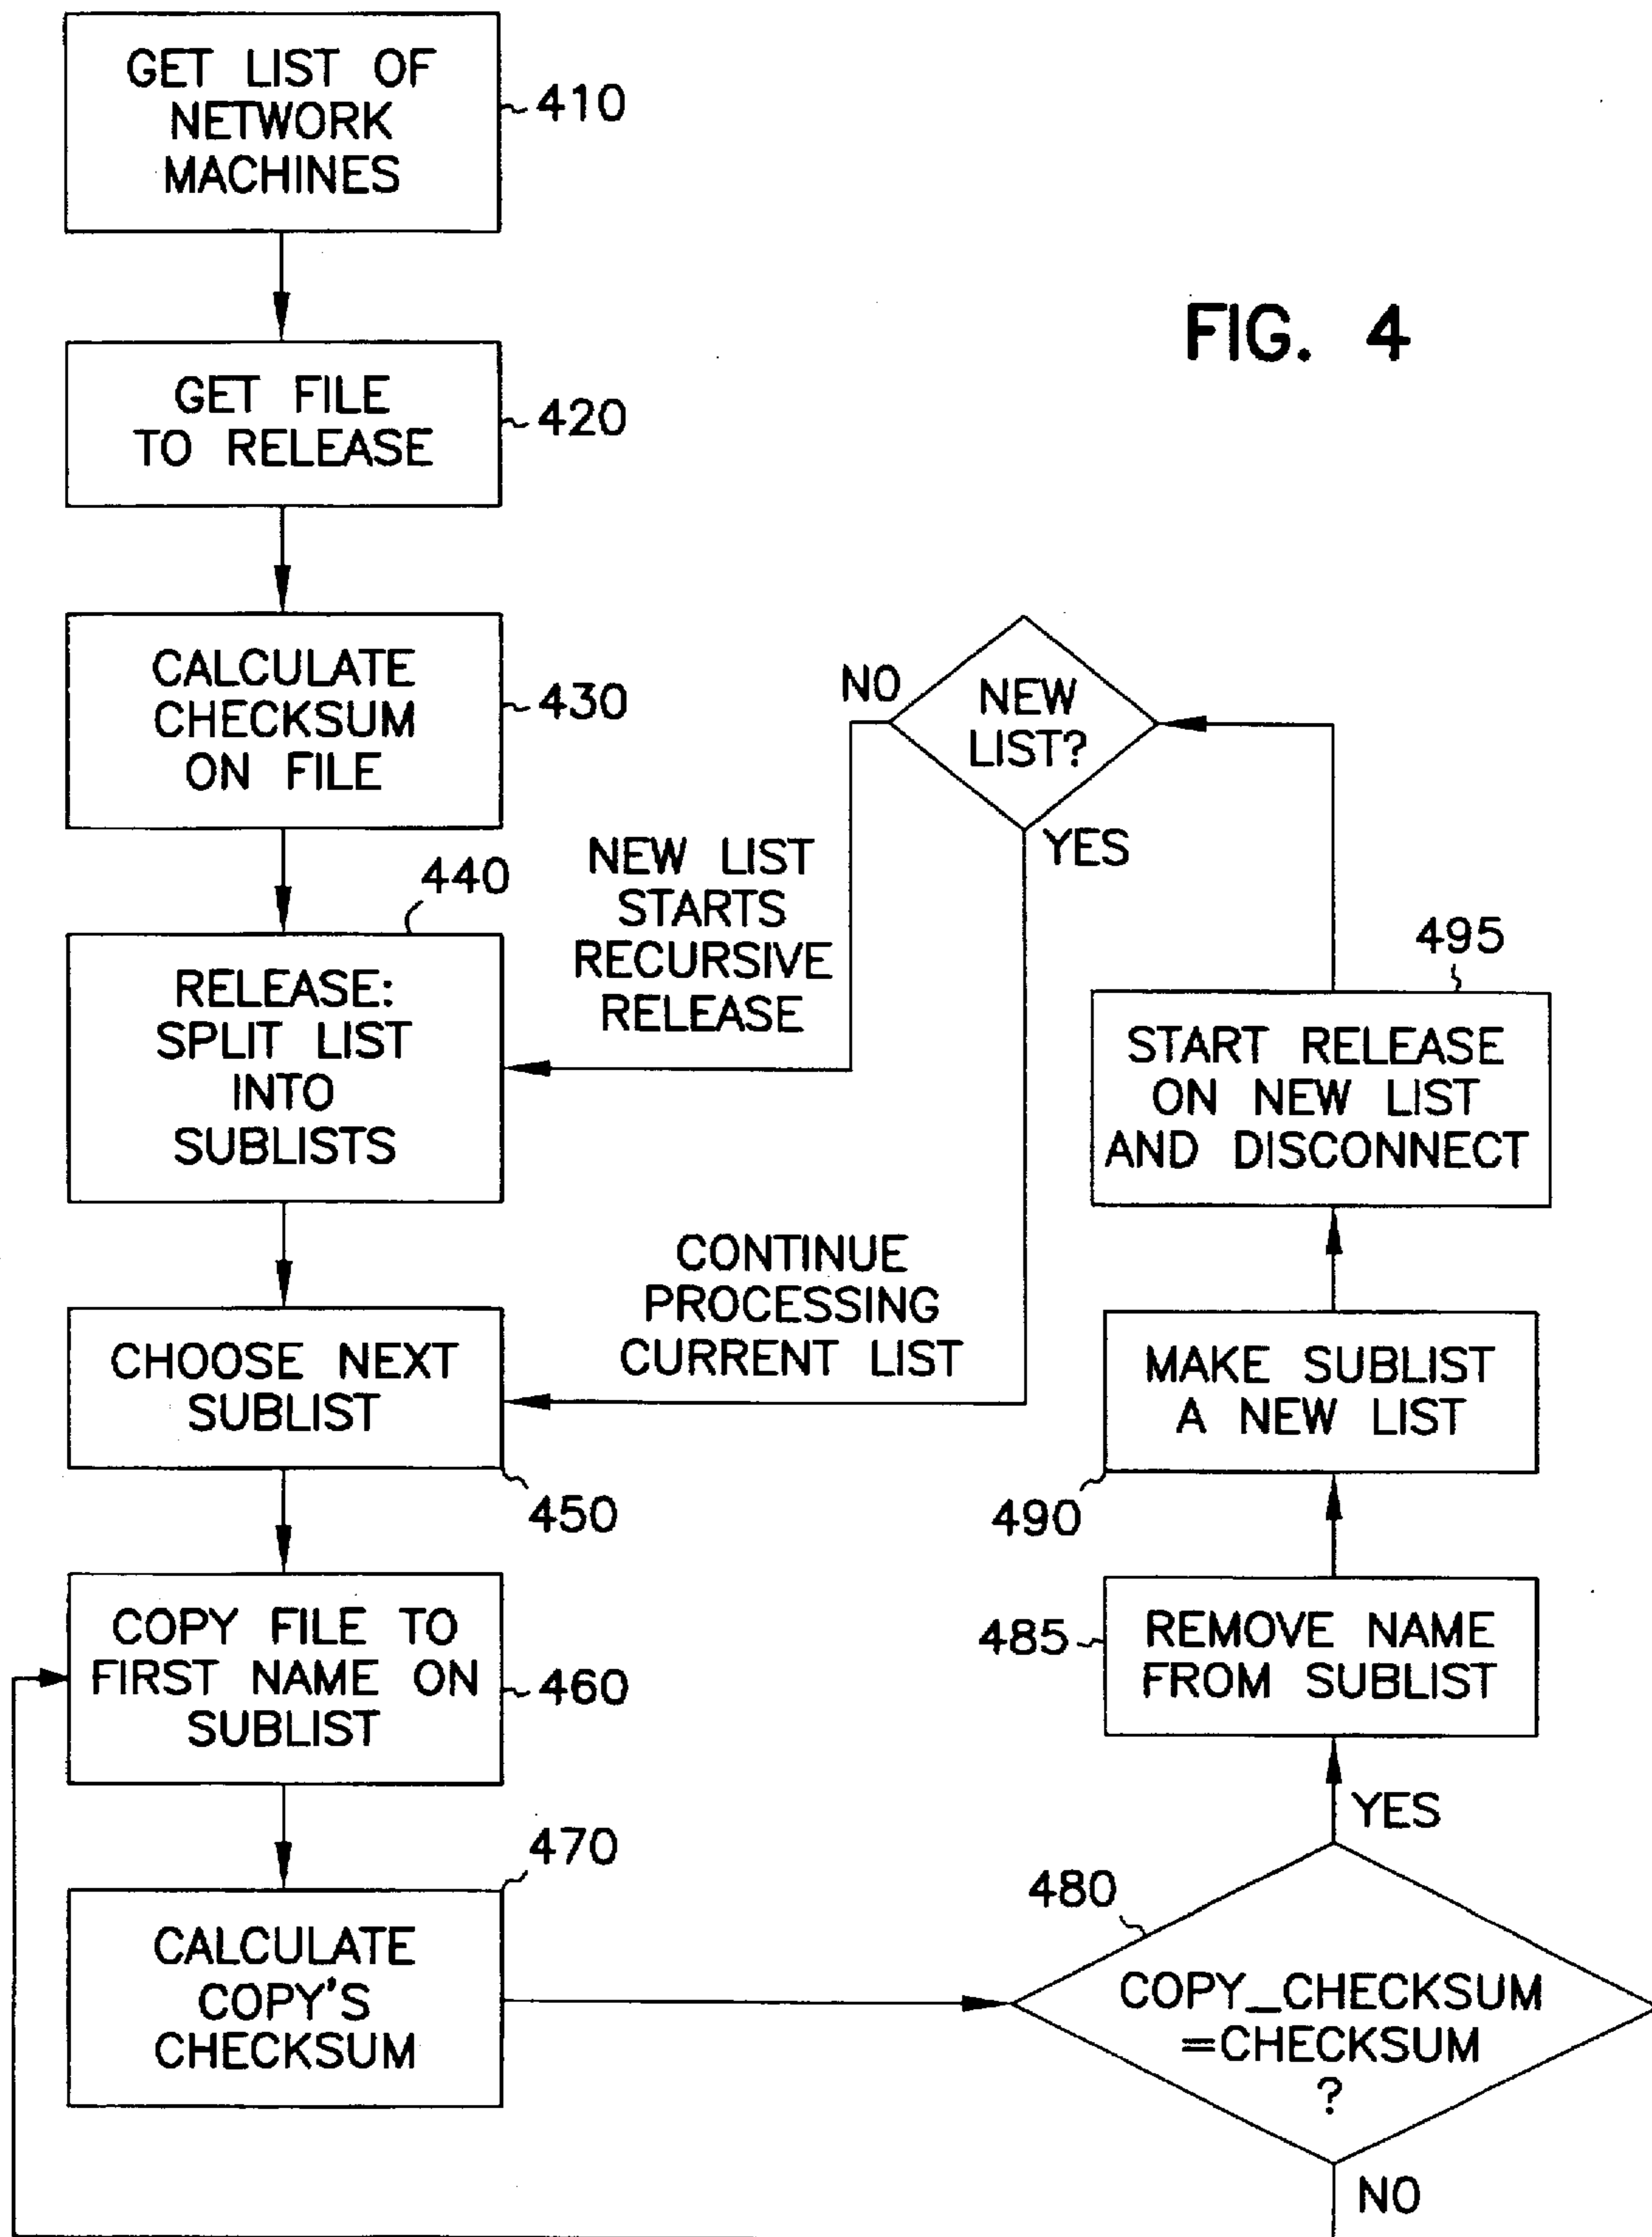 GET LIST OF
NETWORK
MACHINES
410
FIG. 4
GET FILE
TO RELEASE
420
CALCULATE
CHECKSUM
ON FILE
430
NO
NEW
LIST?
YES
NEW LIST
STARTS
RECURSIVE
RELEASE
440
RELEASE:
SPLIT LIST
INTO
SUBLISTS
495
START RELEASE
ON NEW LIST
AND DISCONNECT
CONTINUE
PROCESSING
CURRENT LIST
CHOOSE NEXT
SUBLIST
450
MAKE SUBLIST
A NEW LIST
490
COPY FILE TO
FIRST NAME ON
SUBLIST
460
485
REMOVE NAME
FROM SUBLIST
YES
470
CALCULATE
COPY'S
CHECKSUM
480
COPY_CHECKSUM
=CHECKSUM
?
NO